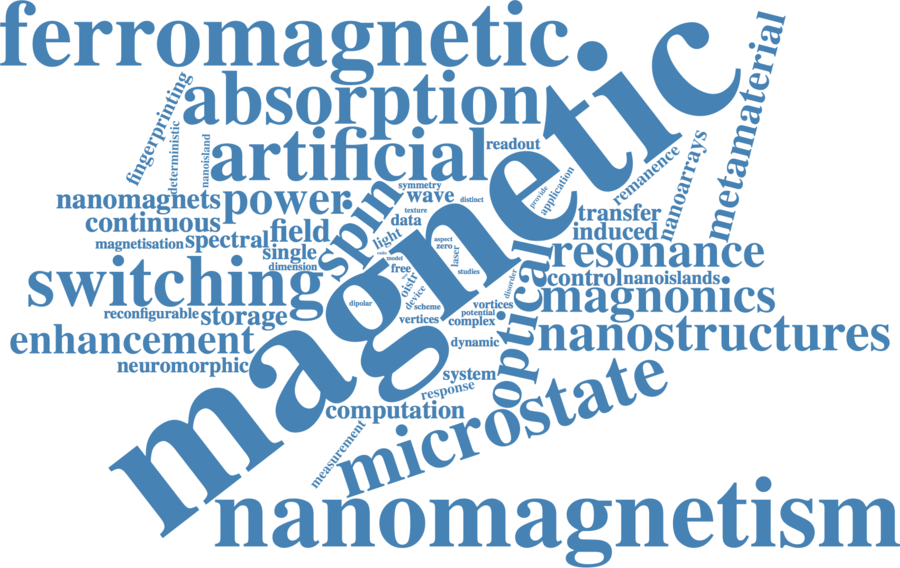 ferromagnetic
absorption
artificial
magnetic
metamaterial
fingerprinting
deterministic
nanoisland
readout
symmetry
wave
distinct
provide
application
remanence
nanoarrays
nanomagnets
power
spin
texture
data
transfer
continuous
field
light
induced
magnetisation
spectral
single
aspect
zero
laser
optical
resonance
dimension
model
free
studies
disorder
control
nanoislands
switching
oistr
device
magnonics
dipolar
scheme
vortices
reconfigurable
storage
vertices
potential
complex
enhancement
dynamic
nanostructures
neuromorphic
system
response
microstate
computation
measurement
nanomagnetism